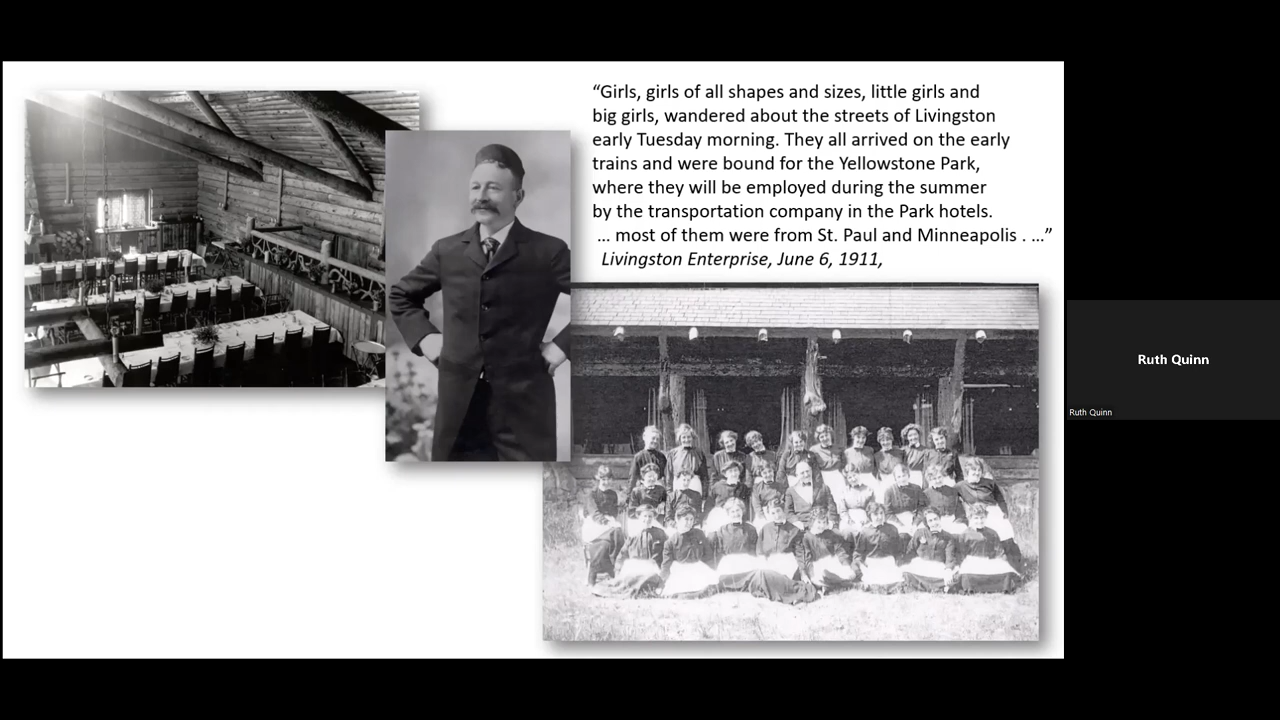 “Girls, girls of all shapes and sizes, little girls and
big girls, wandered about the streets of Livingston
early Tuesday morning. They all arrived on the early
trains and were bound for the Yellowstone Park,
where they will be employed during the summer
by the transportation company in the Park hotels.
… most of them were from St. Paul and Minneapolis . …”
Livingston Enterprise, June 6, 1911,
Ruth Quinn
Ruth Quinn